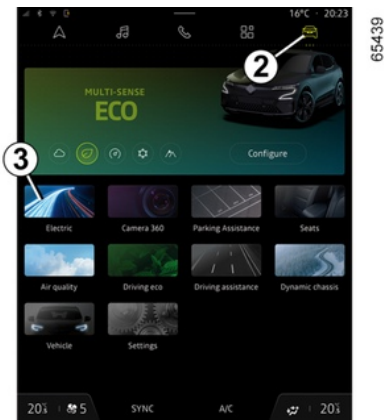 16°C · 20:23
65439
2
MULTI-SENSE
ECO
Configure
3
Electric
Camera 360
Parking Assistance
Seats
Air quality
Driving eco
Driving assistance
Dynamic chassis
Vehicle
Settings
5
SYNC
A/C